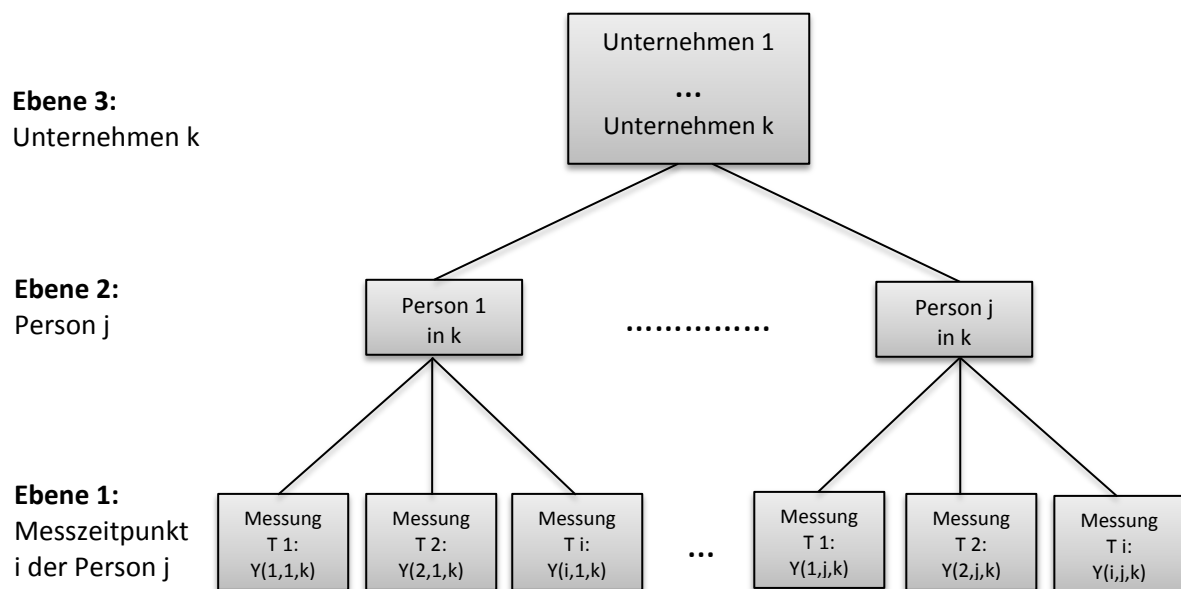 Unternehmen 1
...
Unternehmen k
Ebene 3:
Unternehmen k
Ebene 2:
Person j
Person 1
in k
……………
Person j
in k
Ebene 1:
Messzeitpunkt
i der Person j
Messung
T 1:
Y(1,1,k)
Messung
T 2:
Y(2,1,k)
Messung
T i:
Y(i,1,k)
...
Messung
T 1:
Y(1,j,k)
Messung
T 2:
Y(2,j,k)
Messung
T i:
Y(i,j,k)